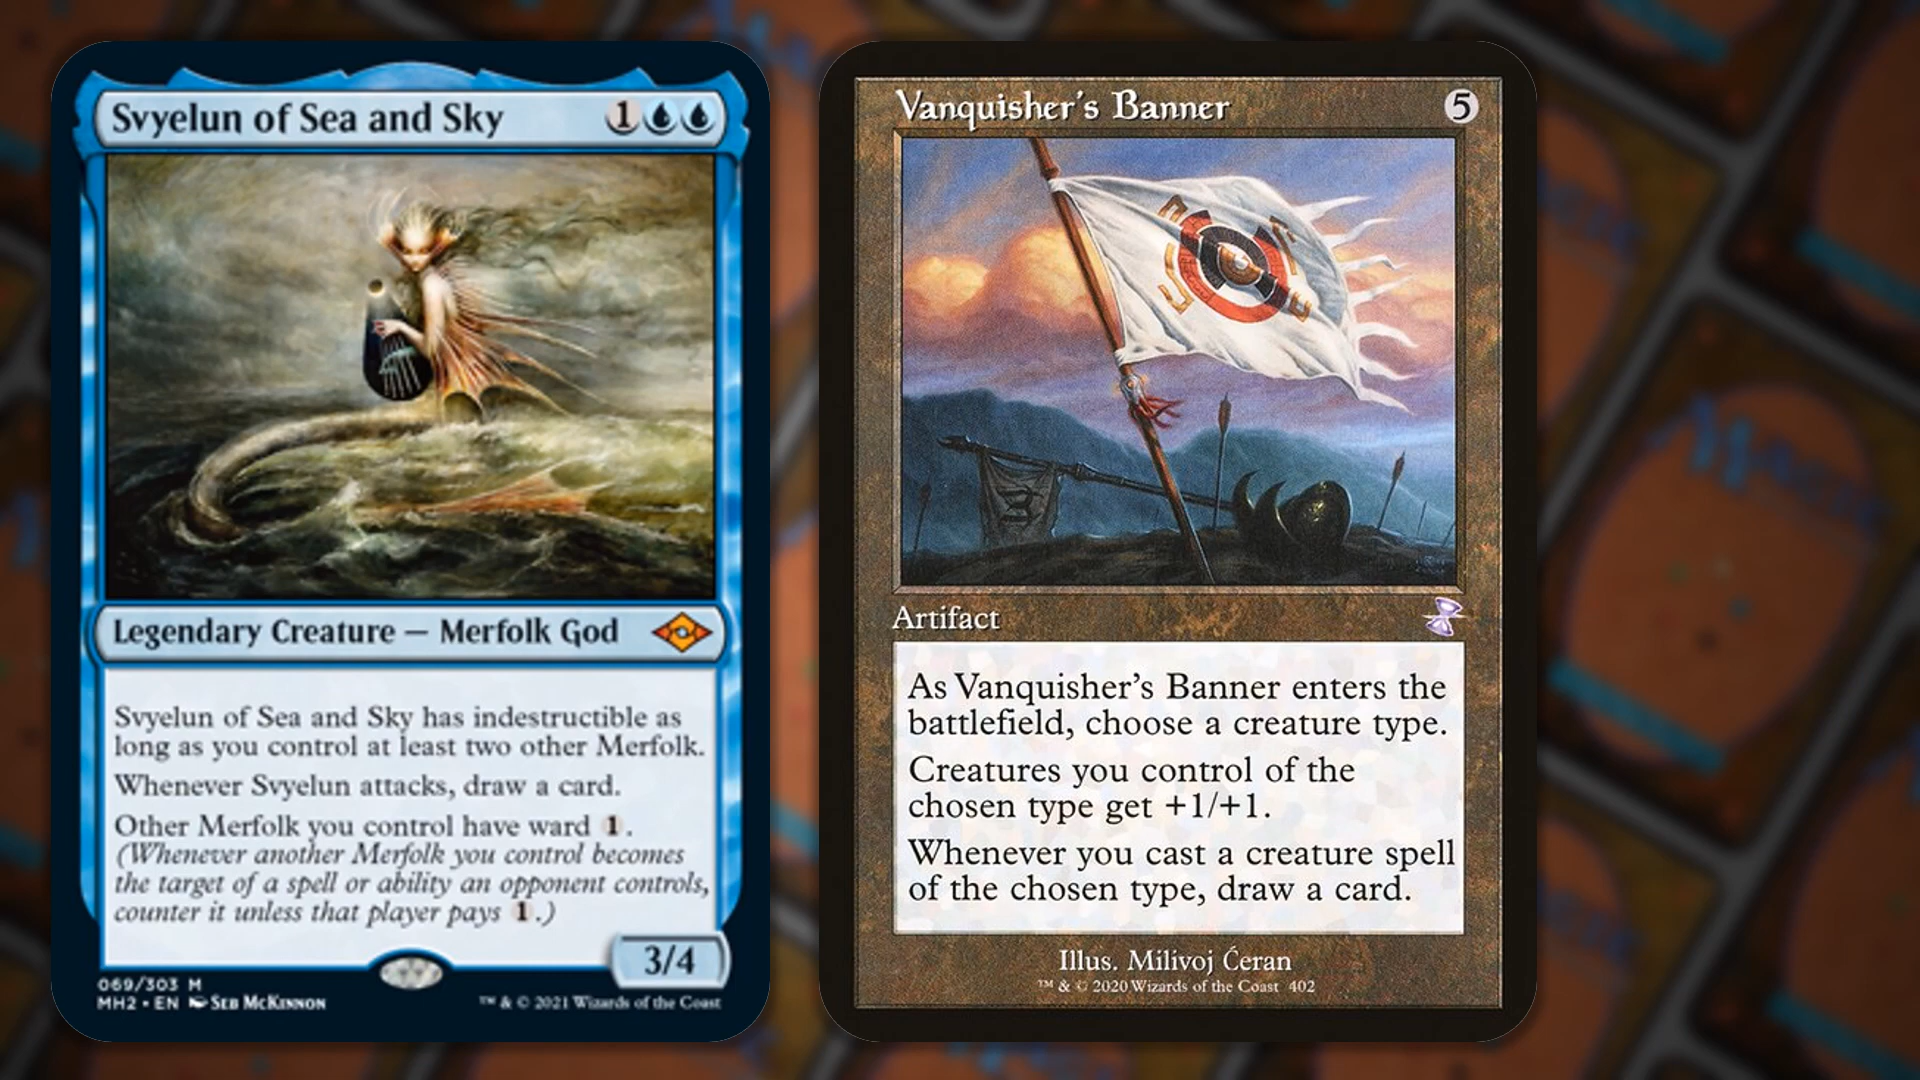 Svyelun of Sea and Sky 1
Legendary Creature — Merfolk God
Svyelun of Sea and Sky has indestructible as
long as you control at least two other Merfolk.
Whenever Svyelun attacks, draw a card.
Other Merfolk you control have ward 1.
(Whenever another Merfolk you control becomes
the target of a spell or ability an opponent controls,
counter it unless that player pays 1.)
3/4
069/303 M
MH2 • EN SEB MCKINNON
™ & © 2021 Wizards of the Coast
Vanquisher's Banner 5
Artifact
As Vanquisher's Banner enters the
battlefield, choose a creature type.
Creatures you control of the
chosen type get +1/+1.
Whenever you cast a creature spell
of the chosen type, draw a card.
Illus. Milivoj Ćeran
™ & © 2020 Wizards of the Coast 402